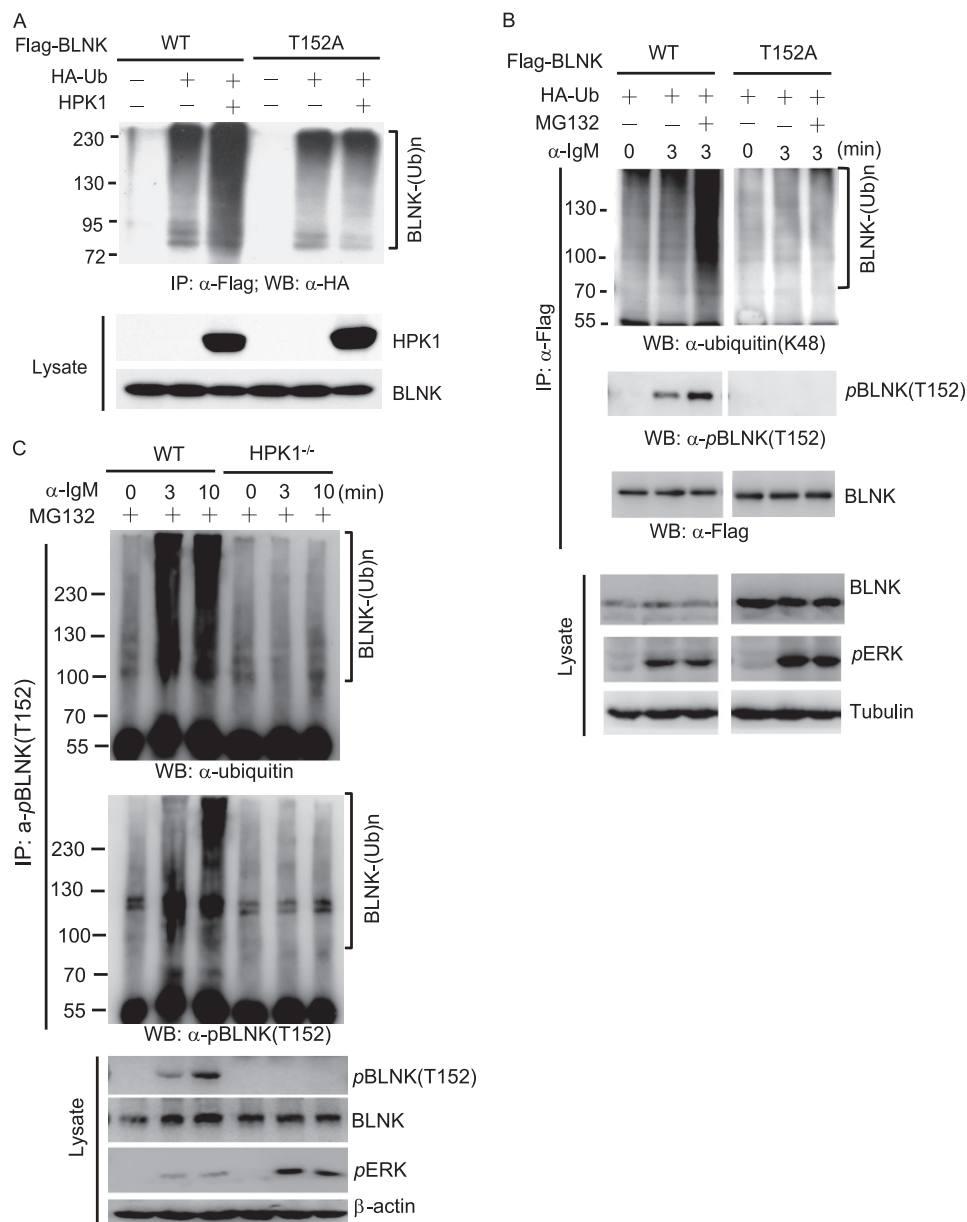 A
Flag-BLNK WT T152A
HA-Ub – + + – + +
HPK1 – – + – – +
230
130
95
72
BLNK-(Ub)n
IP: α-Flag; WB: α-HA
Lysate
HPK1
BLNK
B
Flag-BLNK WT T152A
HA-Ub + + + + + +
MG132 – – + – – +
α-IgM 0 3 3 0 3 3 (min)
IP: α-Flag
130
100
70
55
BLNK-(Ub)n
WB: α-ubiquitin(K48)
pBLNK(T152)
WB: α-pBLNK(T152)
BLNK
WB: α-Flag
Lysate
BLNK
pERK
Tubulin
C
WT HPK1-/-
α-IgM 0 3 10 0 3 10 (min)
MG132 + + + + + +
IP: a-pBLNK(T152)
230
130
100
70
55
BLNK-(Ub)n
WB: α-ubiquitin
230
130
100
70
55
BLNK-(Ub)n
WB: α-pBLNK(T152)
Lysate
pBLNK(T152)
BLNK
pERK
β-actin